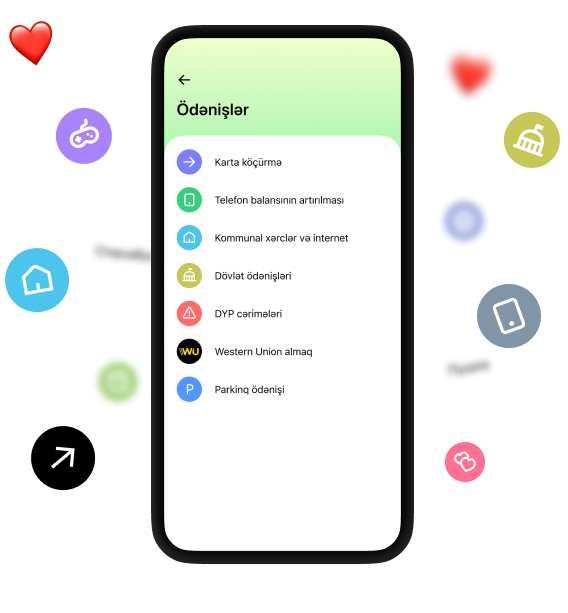 Ödənişlər
Karta köçürmə
Telefon balansının artırılması
Kommunal xərclər və internet
Dövlət ödənişləri
DYP cərimələri
WU Western Union almaq
P Parkinq ödənişi